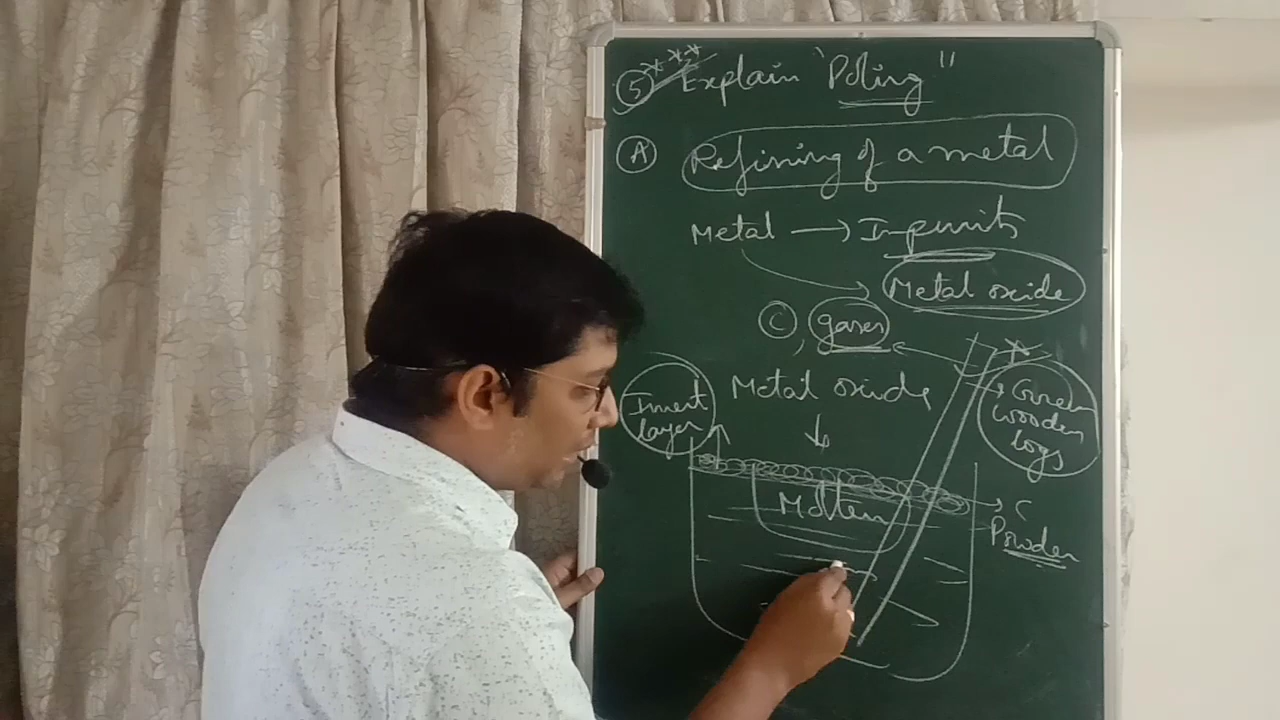 5 *** Explain "Poling"
A Refining of a metal
Metal → Impurity
Metal oxide
C, gases
Inert layer
Metal oxide
Green wooden logs
Molten
→ C
Powder